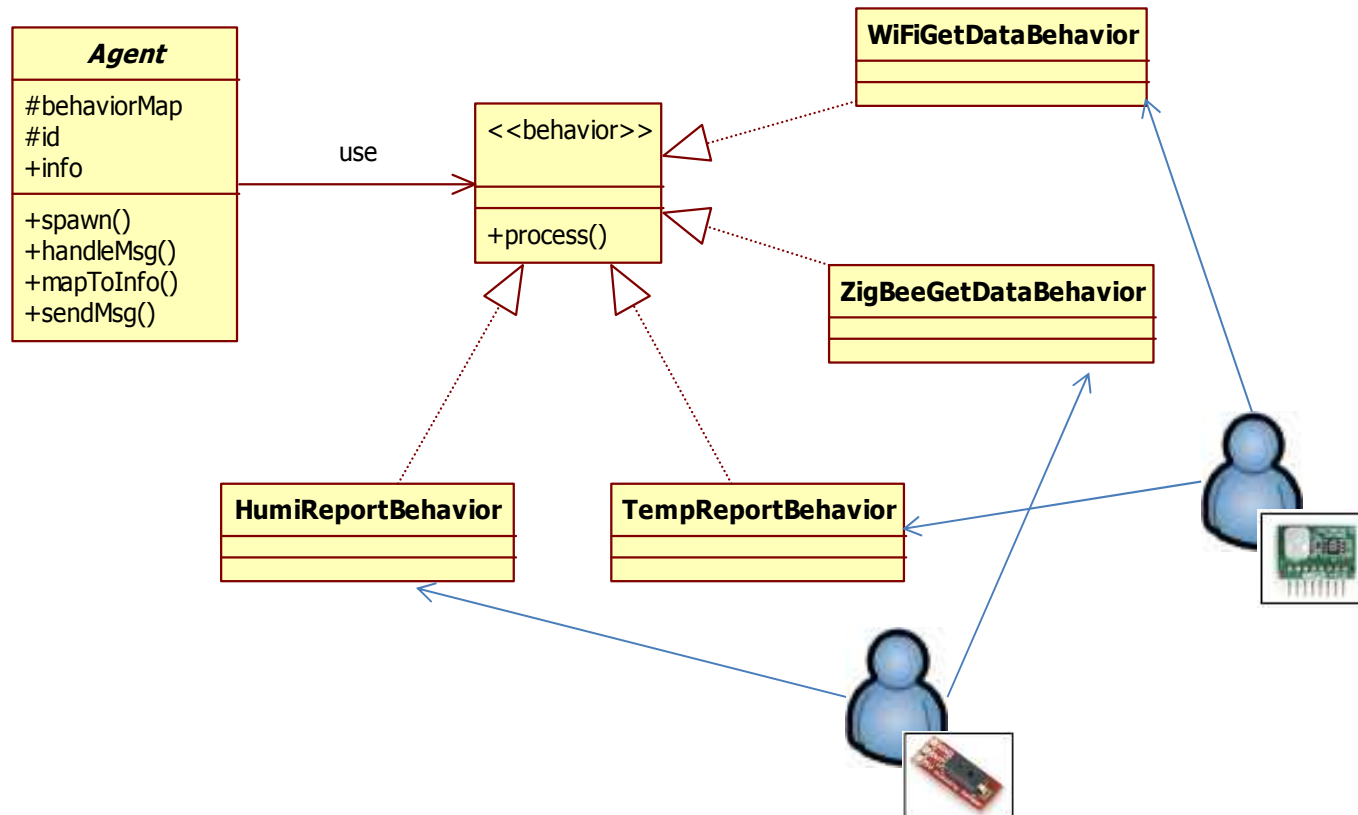 Agent
#behaviorMap
#id
+info
+spawn()
+handleMsg()
+mapToInfo()
+sendMsg()
use
<<behavior>>
+process()
WiFiGetDataBehavior
ZigBeeGetDataBehavior
HumiReportBehavior
TempReportBehavior